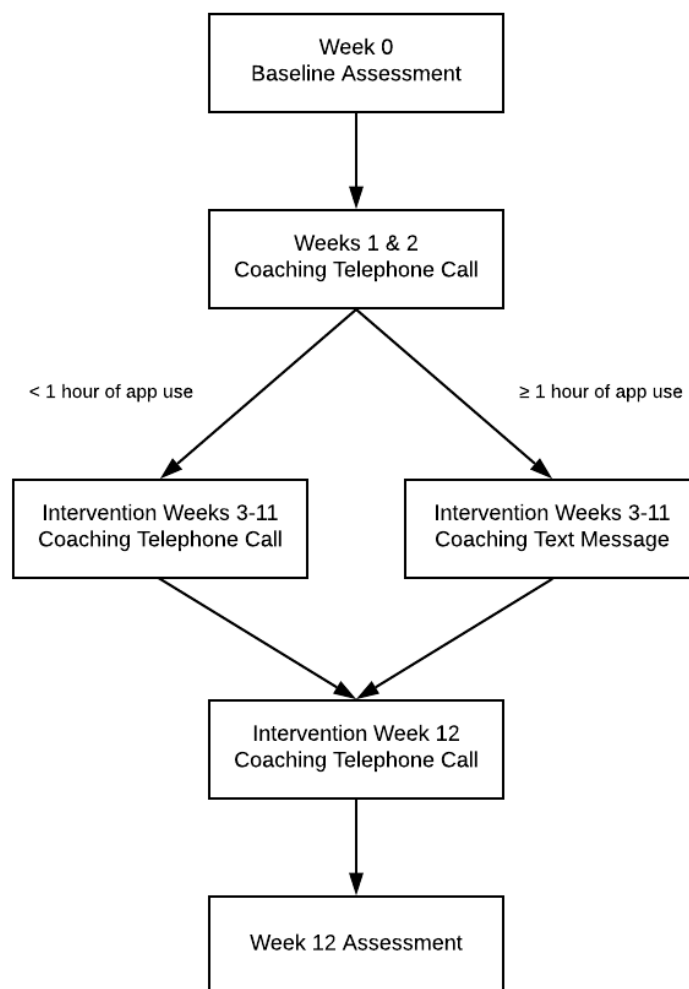 Week 0
Baseline Assessment
Weeks 1 & 2
Coaching Telephone Call
< 1 hour of app use
≥ 1 hour of app use
Intervention Weeks 3-11
Coaching Telephone Call
Intervention Weeks 3-11
Coaching Text Message
Intervention Week 12
Coaching Telephone Call
Week 12 Assessment